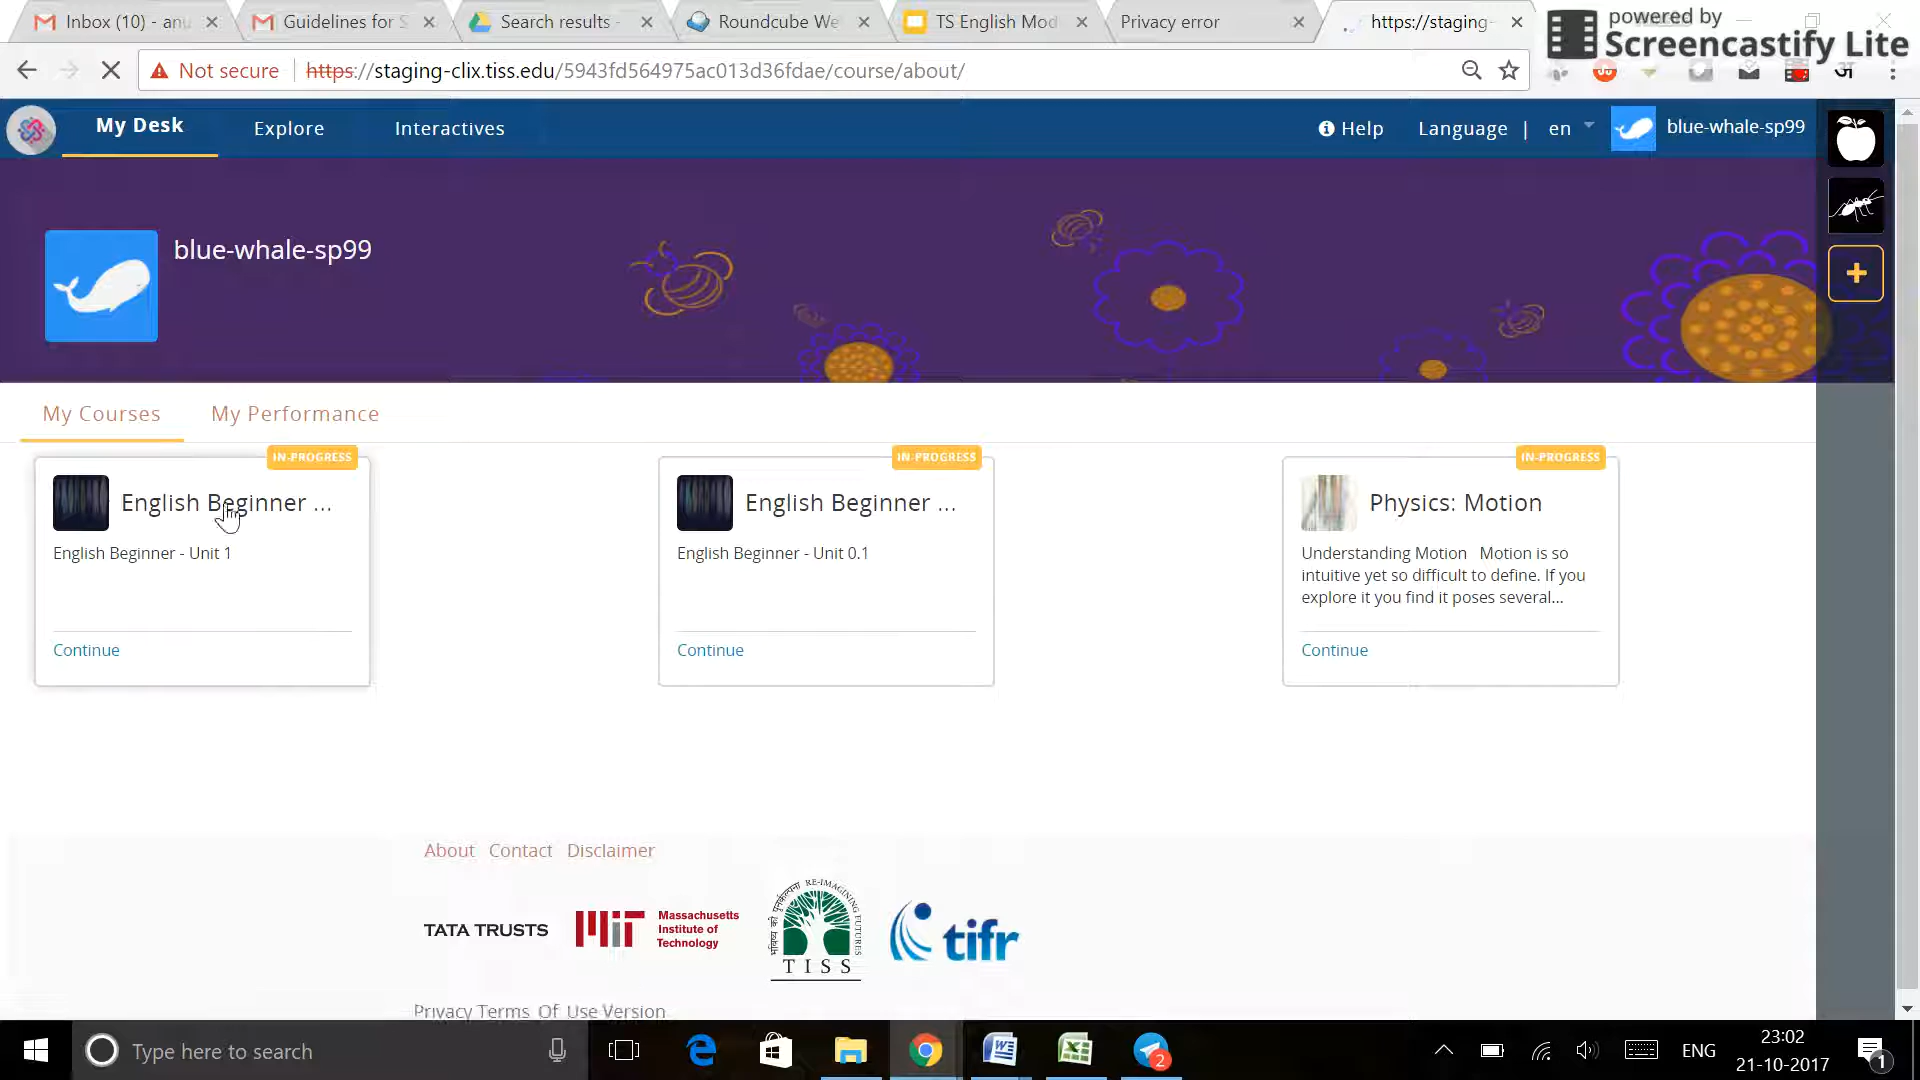 Inbox (10) - anu
Guidelines for S
Search results -
Roundcube We
TS English Mod
Privacy error
https://staging-
powered by
Screencastify Lite
Not secure
https://staging-clix.tiss.edu/5943fd564975ac013d36fdae/course/about/
My Desk
Explore
Interactives
Help
Language | en
blue-whale-sp99
blue-whale-sp99
My Courses
My Performance
IN-PROGRESS
English Beginner ...
English Beginner - Unit 1
Continue
IN-PROGRESS
English Beginner ...
English Beginner - Unit 0.1
Continue
IN-PROGRESS
Physics: Motion
Understanding Motion Motion is so
intuitive yet so difficult to define. If you
explore it you find it poses several...
Continue
About Contact Disclaimer
TATA TRUSTS
MIT
Massachusetts
Institute of
Technology
RE-IMAGINING FUTURES
TISS
tifr
Privacy Terms Of Use Version
Type here to search
2
ENG
23:02
21-10-2017
1